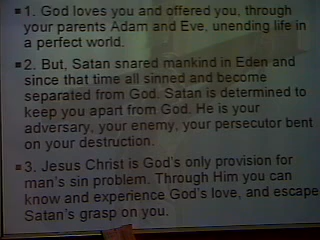 1. God loves you and offered you, through
your parents Adam and Eve, unending life in
a perfect world.
2. But, Satan snared mankind in Eden and
since that time all sinned and become
separated from God. Satan is determined to
keep you apart from God. He is your
adversary, your enemy, your persecutor bent
on your destruction.
3. Jesus Christ is God's only provision for
man's sin problem. Through Him you can
know and experience God's love, and escape
Satan's grasp on you.